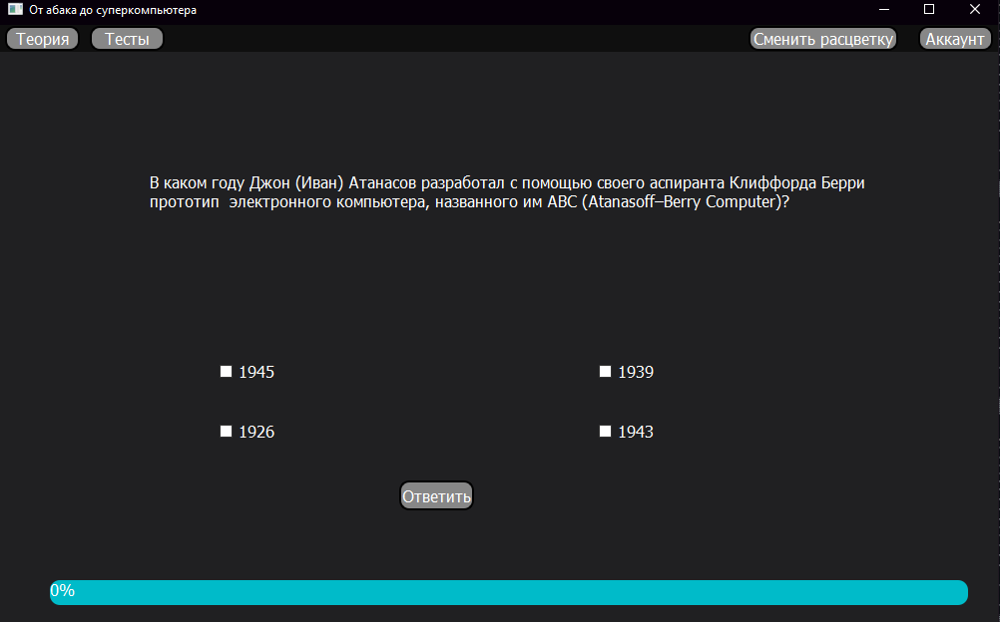 От абака до суперкомпьютера
Теория Тесты Сменить расцветку Аккаунт
В каком году Джон (Иван) Атанасов разработал с помощью своего аспиранта Клиффорда Берри
прототип  электронного компьютера, названного им ABC (Atanasoff–Berry Computer)?
1945 1939
1926 1943
Ответить
0%